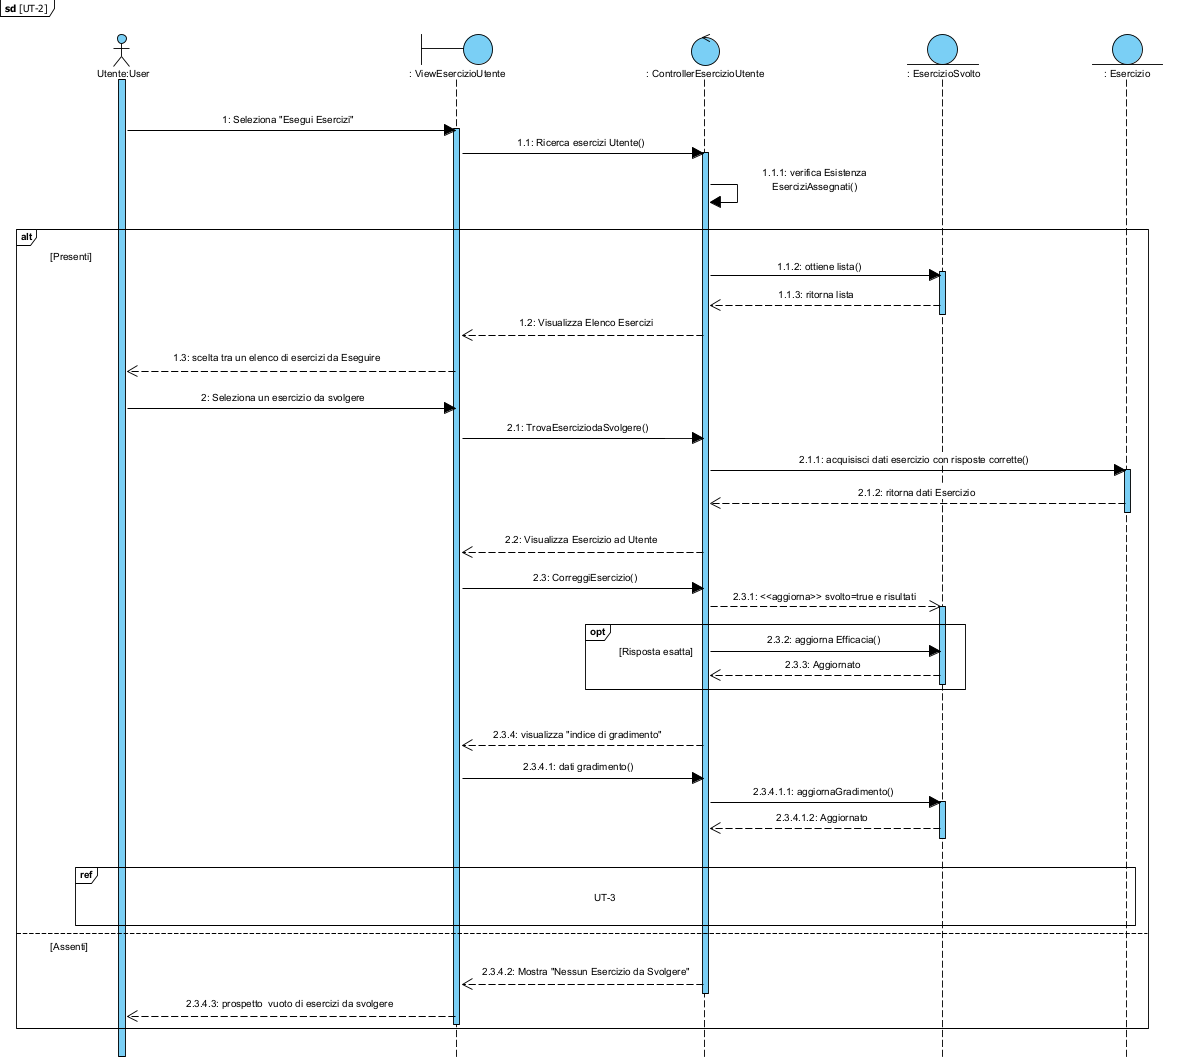 sd [UT-2]
Utente:User
: ViewEsercizioUtente
: ControllerEsercizioUtente
: EsercizioSvolto
: Esercizio
1: Seleziona "Esegui Esercizi"
1.1: Ricerca esercizi Utente()
1.1.1: verifica Esistenza
EserciziAssegnati()
alt
[Presenti]
1.1.2: ottiene lista()
1.1.3: ritorna lista
1.2: Visualizza Elenco Esercizi
1.3: scelta tra un elenco di esercizi da Eseguire
2: Seleziona un esercizio da svolgere
2.1: TrovaEserciziodaSvolgere()
2.1.1: acquisisci dati esercizio con risposte corrette()
2.1.2: ritorna dati Esercizio
2.2: Visualizza Esercizio ad Utente
2.3: CorreggiEsercizio()
2.3.1: <<aggiorna>> svolto=true e risultati
opt
[Risposta esatta]
2.3.2: aggiorna Efficacia()
2.3.3: Aggiornato
2.3.4: visualizza "indice di gradimento"
2.3.4.1: dati gradimento()
2.3.4.1.1: aggiornaGradimento()
2.3.4.1.2: Aggiornato
ref
UT-3
[Assenti]
2.3.4.2: Mostra "Nessun Esercizio da Svolgere"
2.3.4.3: prospetto  vuoto di esercizi da svolgere